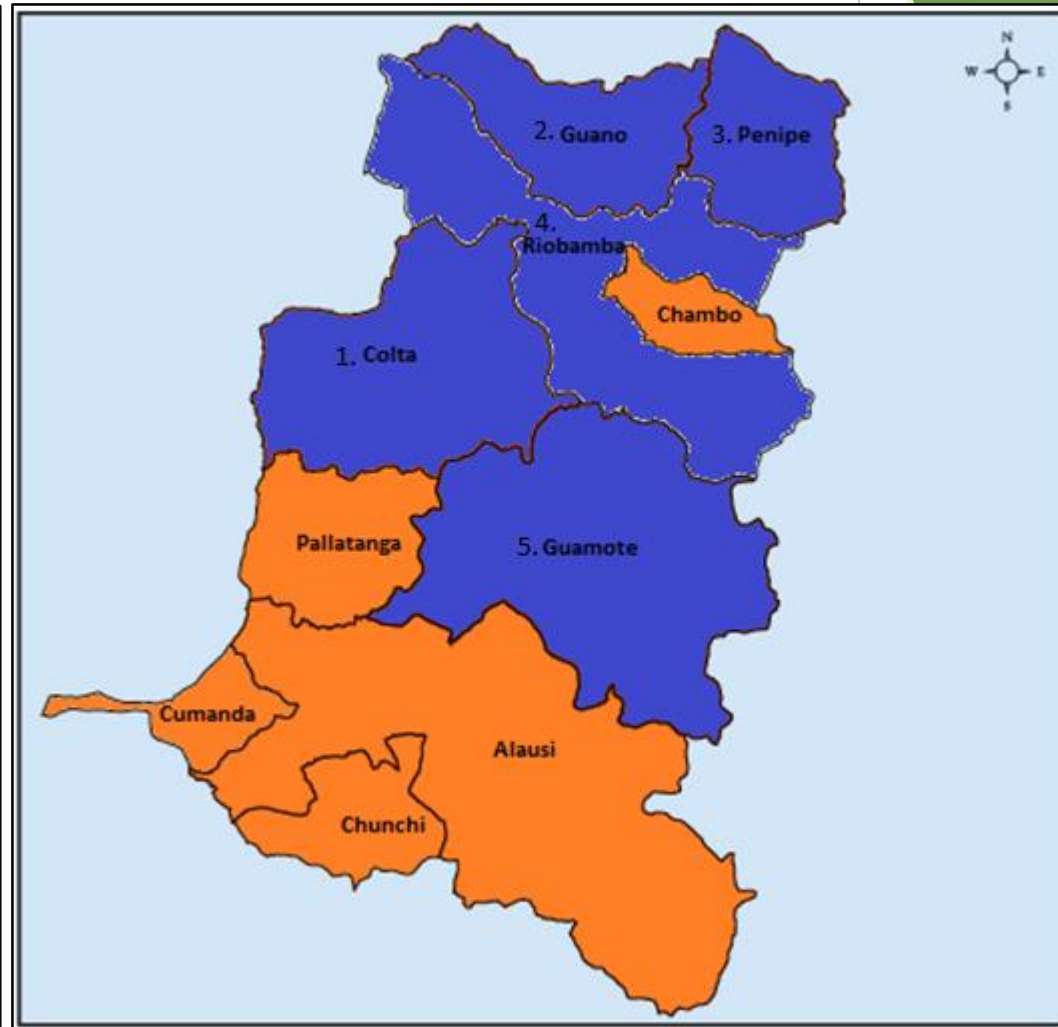 N
W E
S
2. Guano
3. Penipe
4.
Riobamba
Chambo
1. Colta
Pallatanga
5. Guamote
Cumanda
Alausi
Chunchi